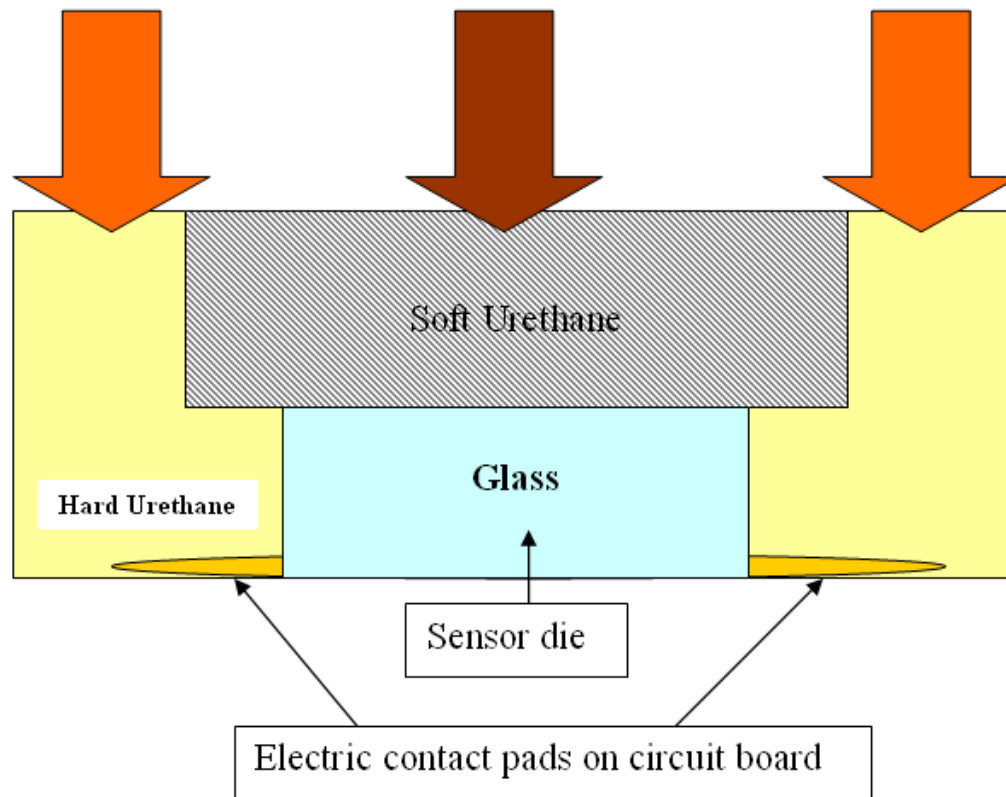 Soft Urethane
Glass
Hard Urethane
Sensor die
Electric contact pads on circuit board